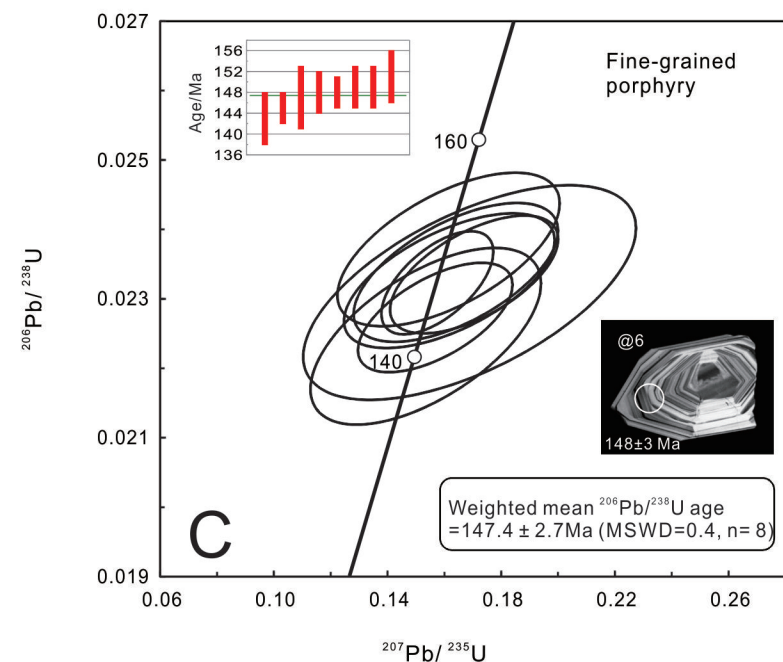 0.027
0.025
0.023
0.021
0.019
²⁰⁶Pb/ ²³⁸U
156
152
148
144
140
136
Age/Ma
Fine-grained
porphyry
160
140
@6
148±3 Ma
Weighted mean ²⁰⁶Pb/²³⁸U age
=147.4 ± 2.7Ma (MSWD=0.4, n= 8)
C
0.06 0.10 0.14 0.18 0.22 0.26
²⁰⁷Pb/ ²³⁵U